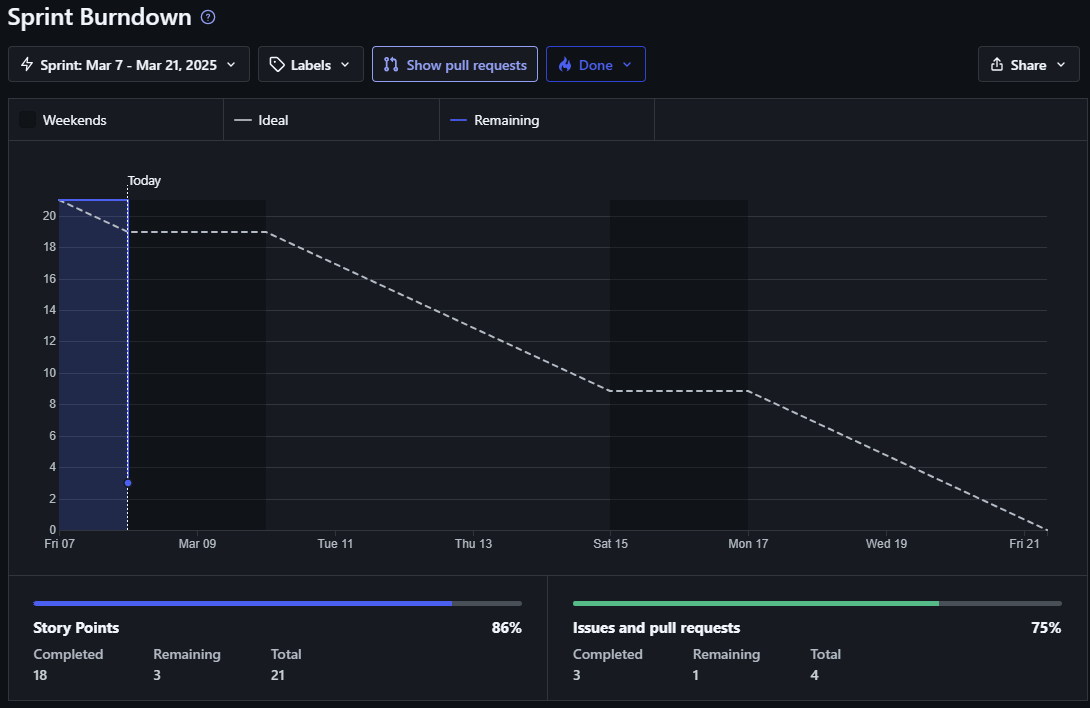 Sprint Burndown ?
Sprint: Mar 7 - Mar 21, 2025 Labels Show pull requests Done Share
Weekends Ideal Remaining
Today
20
18
16
14
12
10
8
6
4
2
0
Fri 07 Mar 09 Tue 11 Thu 13 Sat 15 Mon 17 Wed 19 Fri 21
Story Points 86%
Completed Remaining Total
18 3 21
Issues and pull requests 75%
Completed Remaining Total
3 1 4